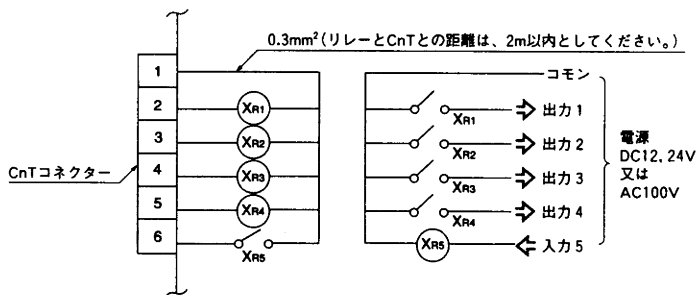 0.3mm²(リレーとCnTとの距離は、2m以内としてください。)
1
2
3
4
5
6
CnTコネクター
XR1
XR2
XR3
XR4
XR5
コモン
XR1
出力1
XR2
出力2
XR3
出力3
XR4
出力4
XR5
入力5
電源
DC12, 24V
又は
AC100V